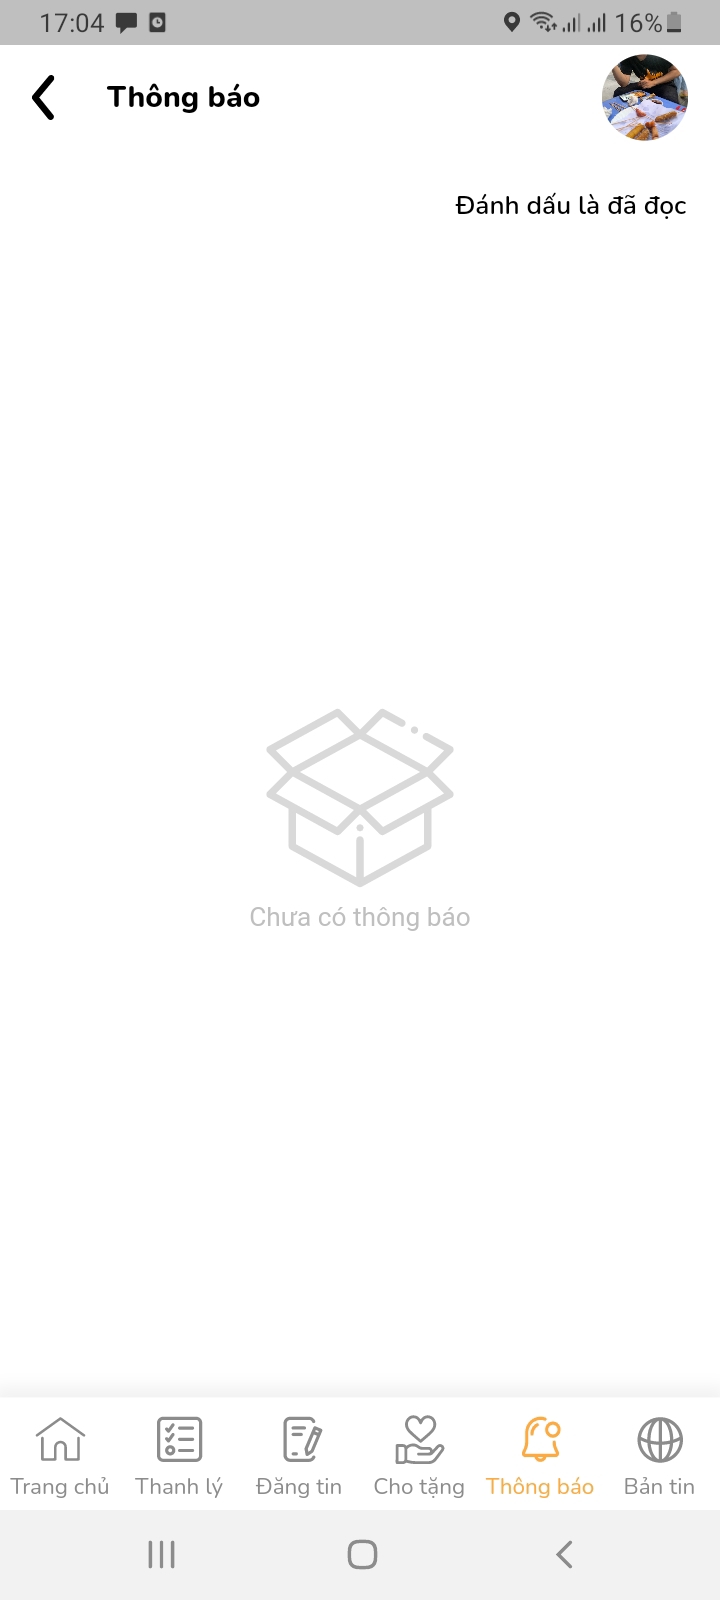 17:04
16%
Thông báo
Đánh dấu là đã đọc
Chưa có thông báo
Trang chủ
Thanh lý
Đăng tin
Cho tặng
Thông báo
Bản tin